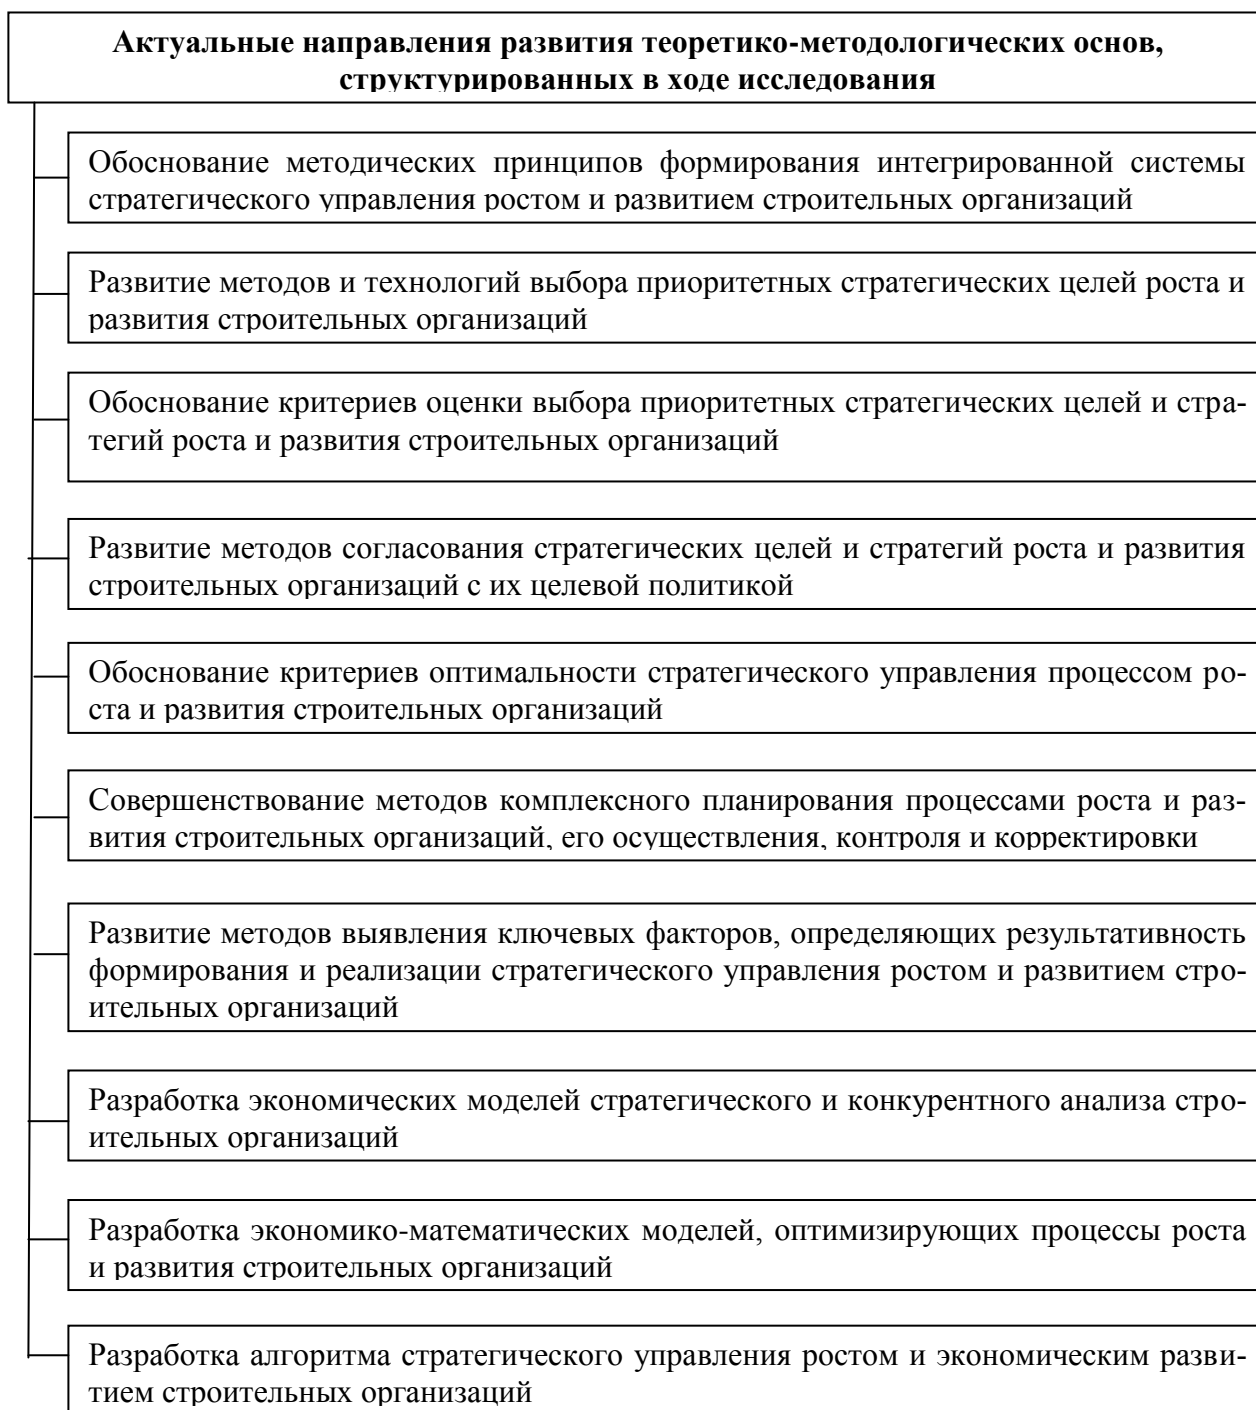 Актуальные направления развития теоретико-методологических основ,
структурированных в ходе исследования
Обоснование методических принципов формирования интегрированной системы
стратегического управления ростом и развитием строительных организаций
Развитие методов и технологий выбора приоритетных стратегических целей роста и
развития строительных организаций
Обоснование критериев оценки выбора приоритетных стратегических целей и стра-
тегий роста и развития строительных организаций
Развитие методов согласования стратегических целей и стратегий роста и развития
строительных организаций с их целевой политикой
Обоснование критериев оптимальности стратегического управления процессом ро-
ста и развития строительных организаций
Совершенствование методов комплексного планирования процессами роста и раз-
вития строительных организаций, его осуществления, контроля и корректировки
Развитие методов выявления ключевых факторов, определяющих результативность
формирования и реализации стратегического управления ростом и развитием стро-
ительных организаций
Разработка экономических моделей стратегического и конкурентного анализа стро-
ительных организаций
Разработка экономико-математических моделей, оптимизирующих процессы роста
и развития строительных организаций
Разработка алгоритма стратегического управления ростом и экономическим разви-
тием строительных организаций